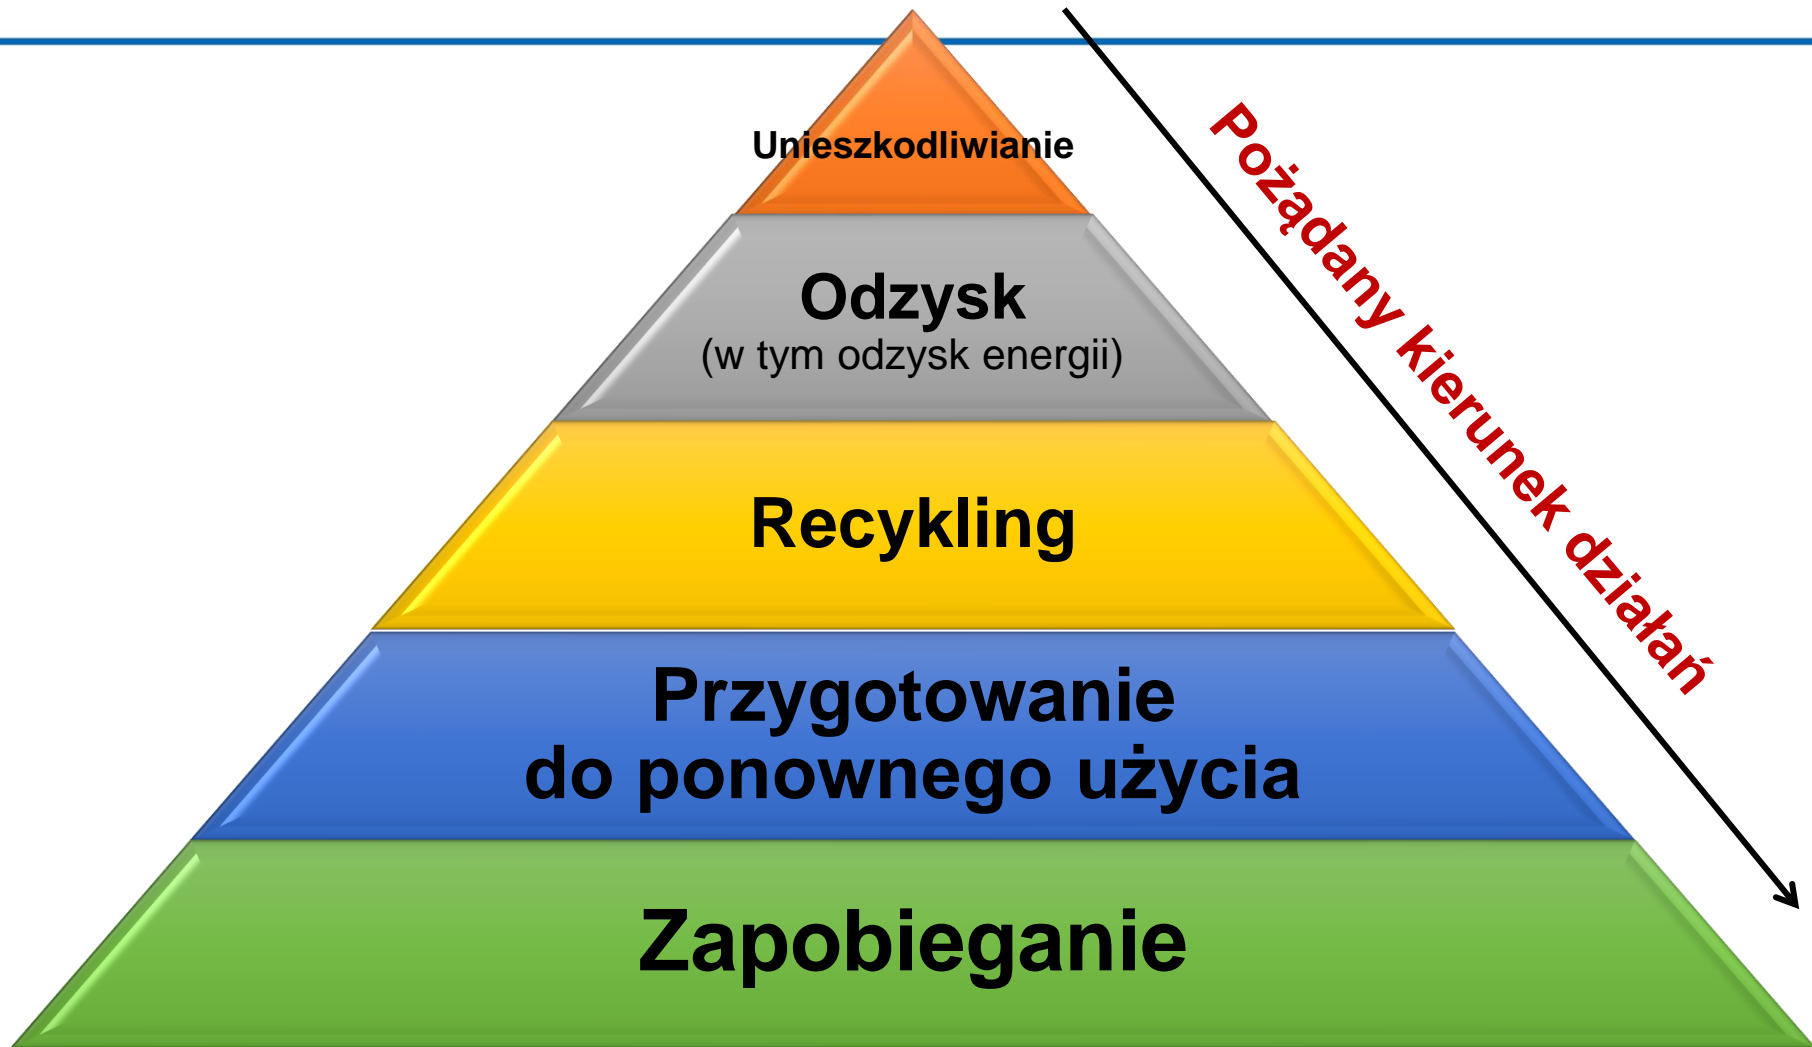 Unieszkodliwianie
Odzysk
(w tym odzysk energii)
Recykling
Przygotowanie
do ponownego użycia
Zapobieganie
Pożądany kierunek działań